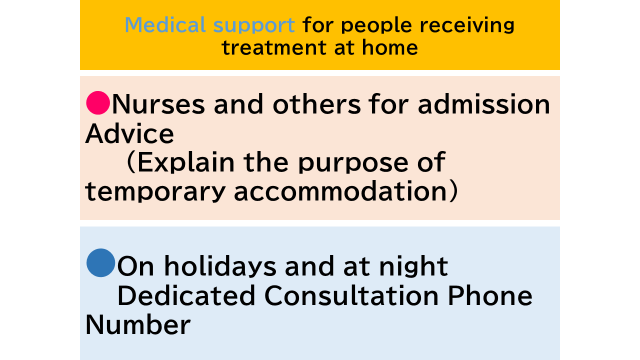 Medical support for people receiving
treatment at home
Nurses and others for admission
Advice
（Explain the purpose of
temporary accommodation）
On holidays and at night
Dedicated Consultation Phone
Number